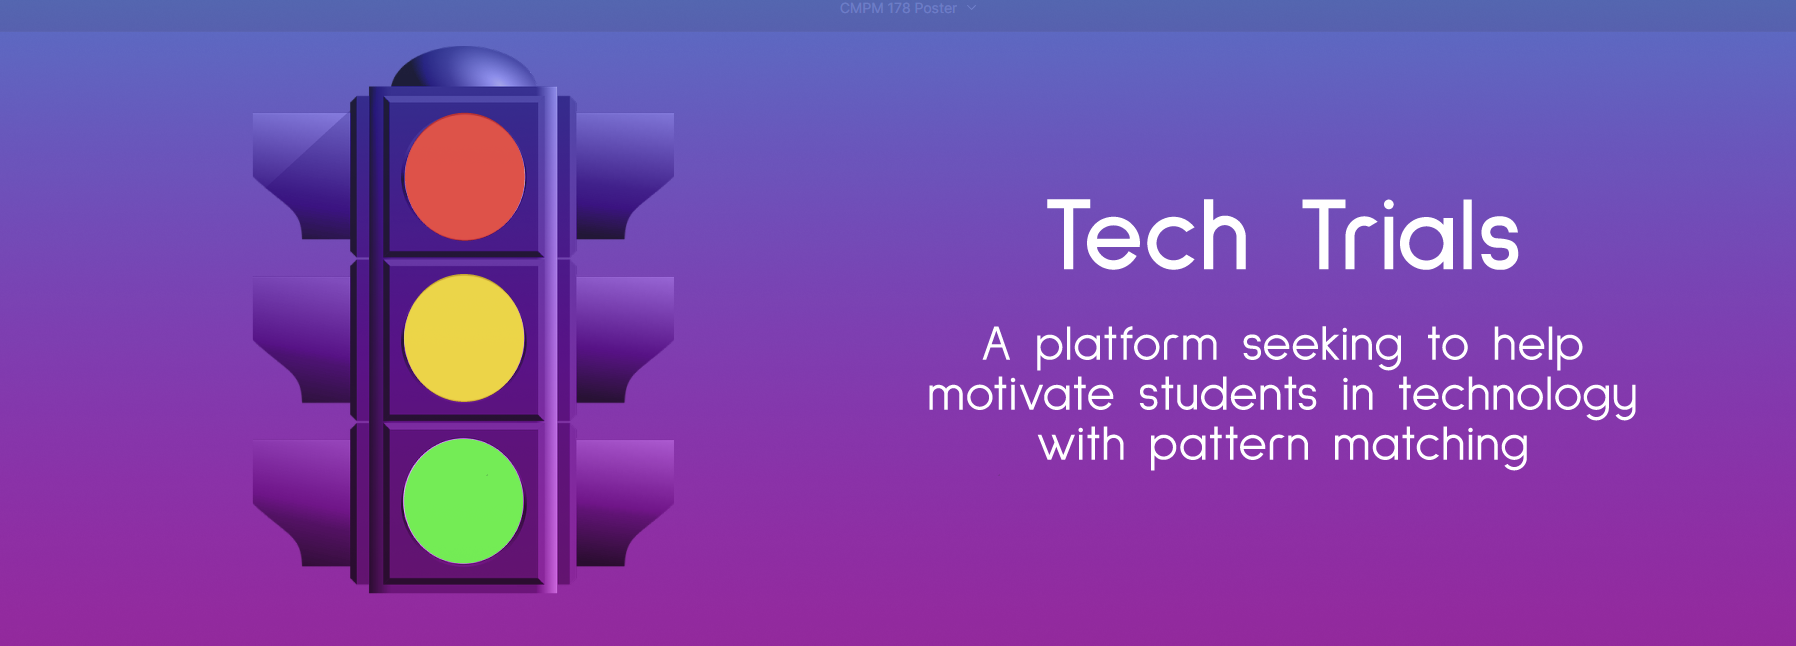 CMPM 178 Poster
Tech Trials
A platform seeking to help
motivate students in technology
with pattern matching